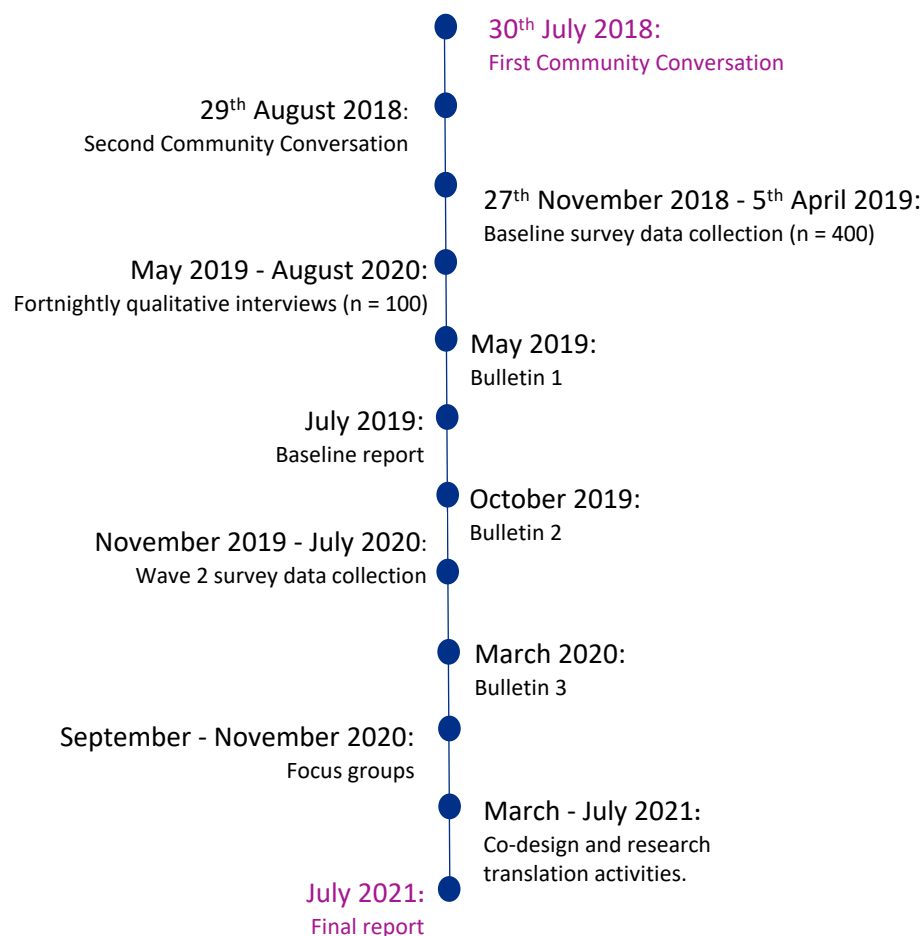 30th July 2018:
First Community Conversation
29th August 2018:
Second Community Conversation
27th November 2018 - 5th April 2019:
Baseline survey data collection (n = 400)
May 2019 - August 2020:
Fortnightly qualitative interviews (n = 100)
May 2019:
Bulletin 1
July 2019:
Baseline report
October 2019:
Bulletin 2
November 2019 - July 2020:
Wave 2 survey data collection
March 2020:
Bulletin 3
September - November 2020:
Focus groups
March - July 2021:
Co-design and research
translation activities.
July 2021:
Final report